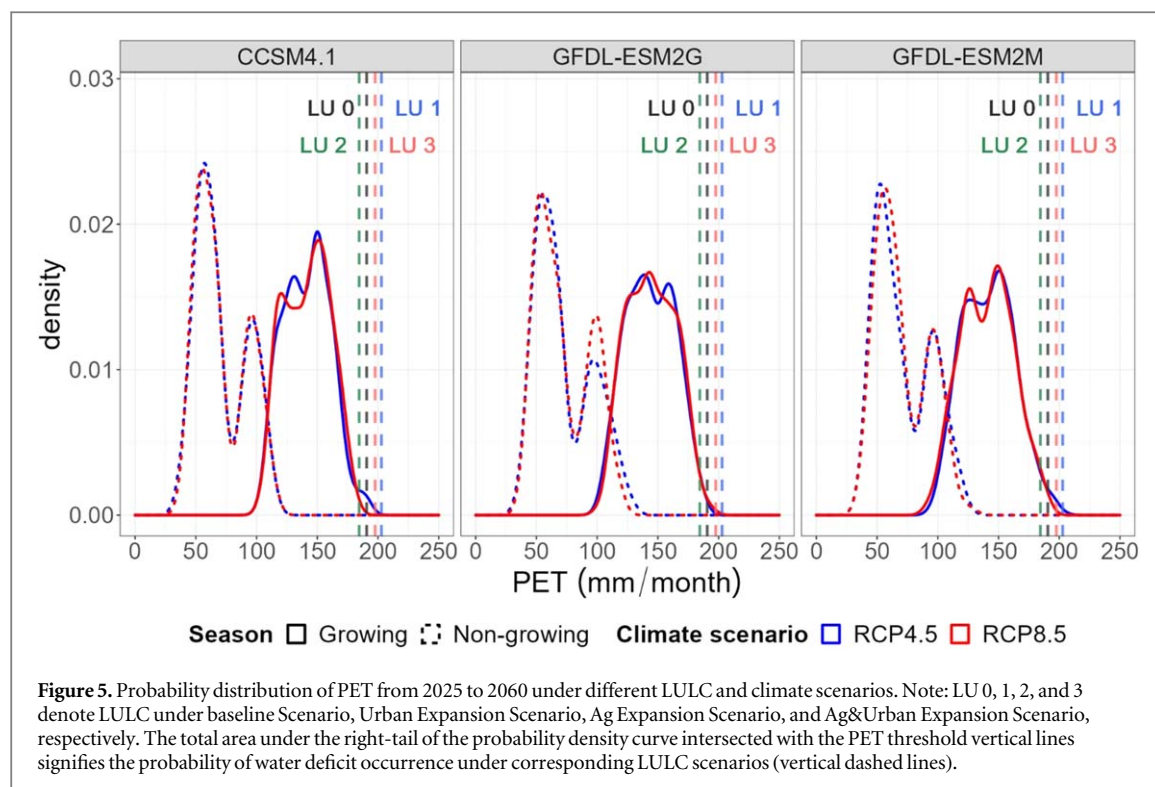 CCSM4.1 GFDL-ESM2G GFDL-ESM2M
0.03
LU 0 LU 1 LU 0 LU 1 LU 0 LU 1
LU 2 LU 3 LU 2 LU 3 LU 2 LU 3
0.02
density
0.01
0.00
0 50 100 150 200 250 0 50 100 150 200 250 0 50 100 150 200 250
PET (mm/month)
Season Growing Non-growing Climate scenario RCP4.5 RCP8.5
Figure 5. Probability distribution of PET from 2025 to 2060 under different LULC and climate scenarios. Note: LU 0, 1, 2, and 3
denote LULC under baseline Scenario, Urban Expansion Scenario, Ag Expansion Scenario, and Ag&Urban Expansion Scenario,
respectively. The total area under the right-tail of the probability density curve intersected with the PET threshold vertical lines
signifies the probability of water deficit occurrence under corresponding LULC scenarios (vertical dashed lines).